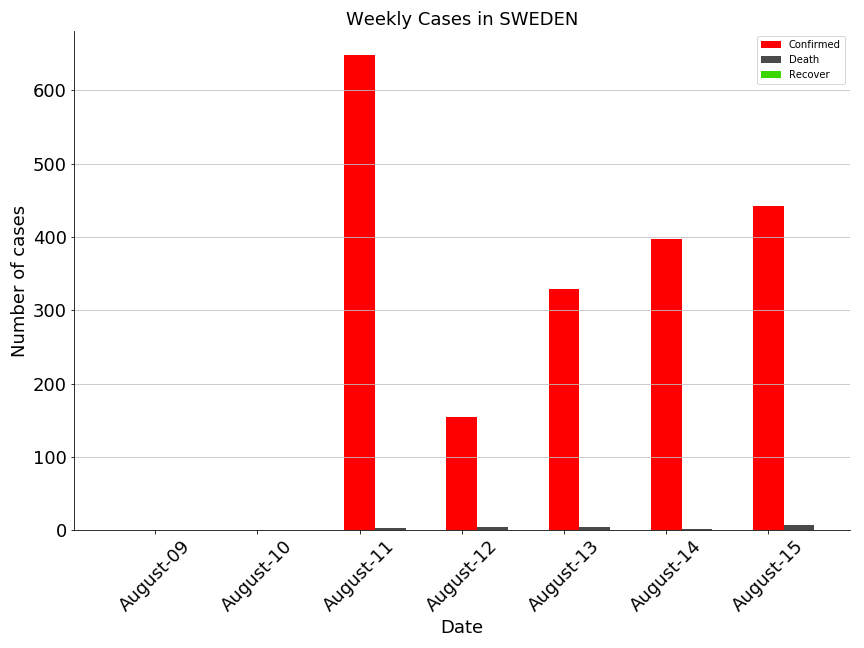 Weekly Cases in SWEDEN
Confirmed
Death
Recover
Number of cases
600
500
400
300
200
100
0
August-09
August-10
August-11
August-12
August-13
August-14
August-15
Date